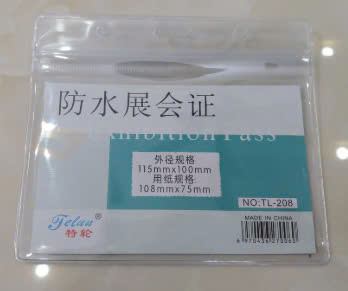 防水展会证
Exhibition Pass
外径规格
115mmx100mm
用纸规格
108mmx75mm
NO:TL-208
MADE IN CHINA
Telun ®
特轮